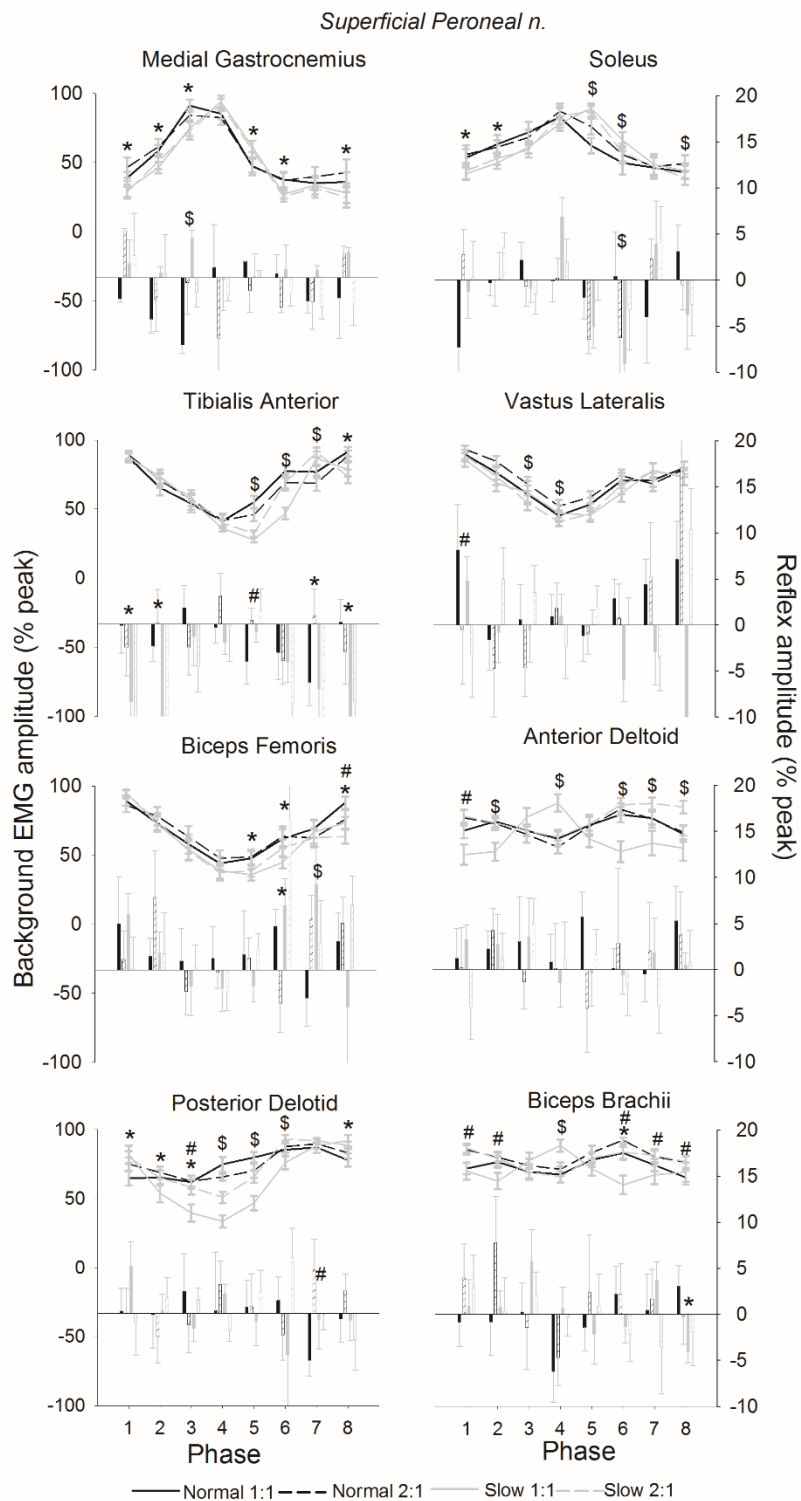 Superficial Peroneal n.
Medial Gastrocnemius
Soleus
100
50
0
-50
-100
* * * * * *
$
20
15
10
5
0
-5
-10
* * $ $ $
$
Tibialis Anterior
Vastus Lateralis
100
50
0
-50
-100
$ $ $ *
* * # * *
20
15
10
5
0
-5
-10
$ $
#
Biceps Femoris
Anterior Deltoid
100
50
0
-50
-100
* * # *
* $
20
15
10
5
0
-5
-10
# $ $ $ $ $
Posterior Delotid
Biceps Brachii
100
50
0
-50
-100
* * # * $ $ $ *
#
20
15
10
5
0
-5
-10
# # $ # * # #
*
1 2 3 4 5 6 7 8
1 2 3 4 5 6 7 8
Phase
Phase
Background EMG amplitude (% peak)
Reflex amplitude (% peak)
Normal 1:1 Normal 2:1 Slow 1:1 Slow 2:1